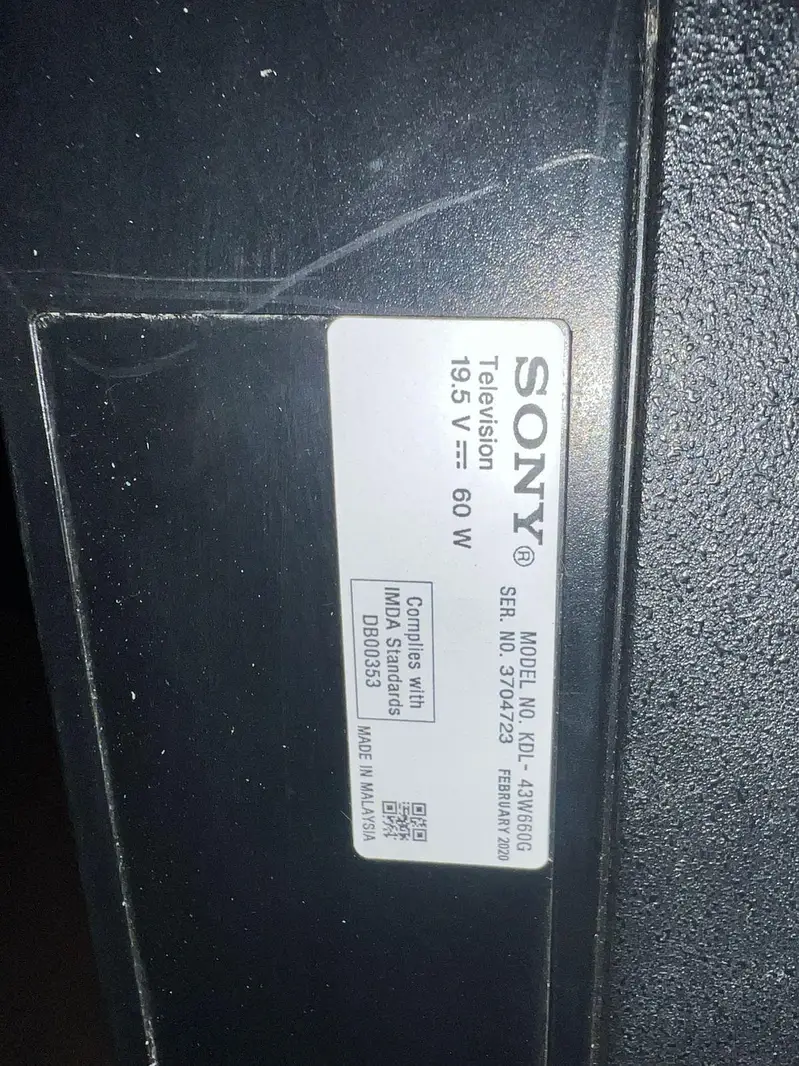 SONY®
MODEL NO. KDL- 43W660G
SER. NO. 3704723 FEBRUARY 2020
Television
19.5 V ⎓ 60 W
Complies with
IMDA Standards
DB00353
MADE IN MALAYSIA